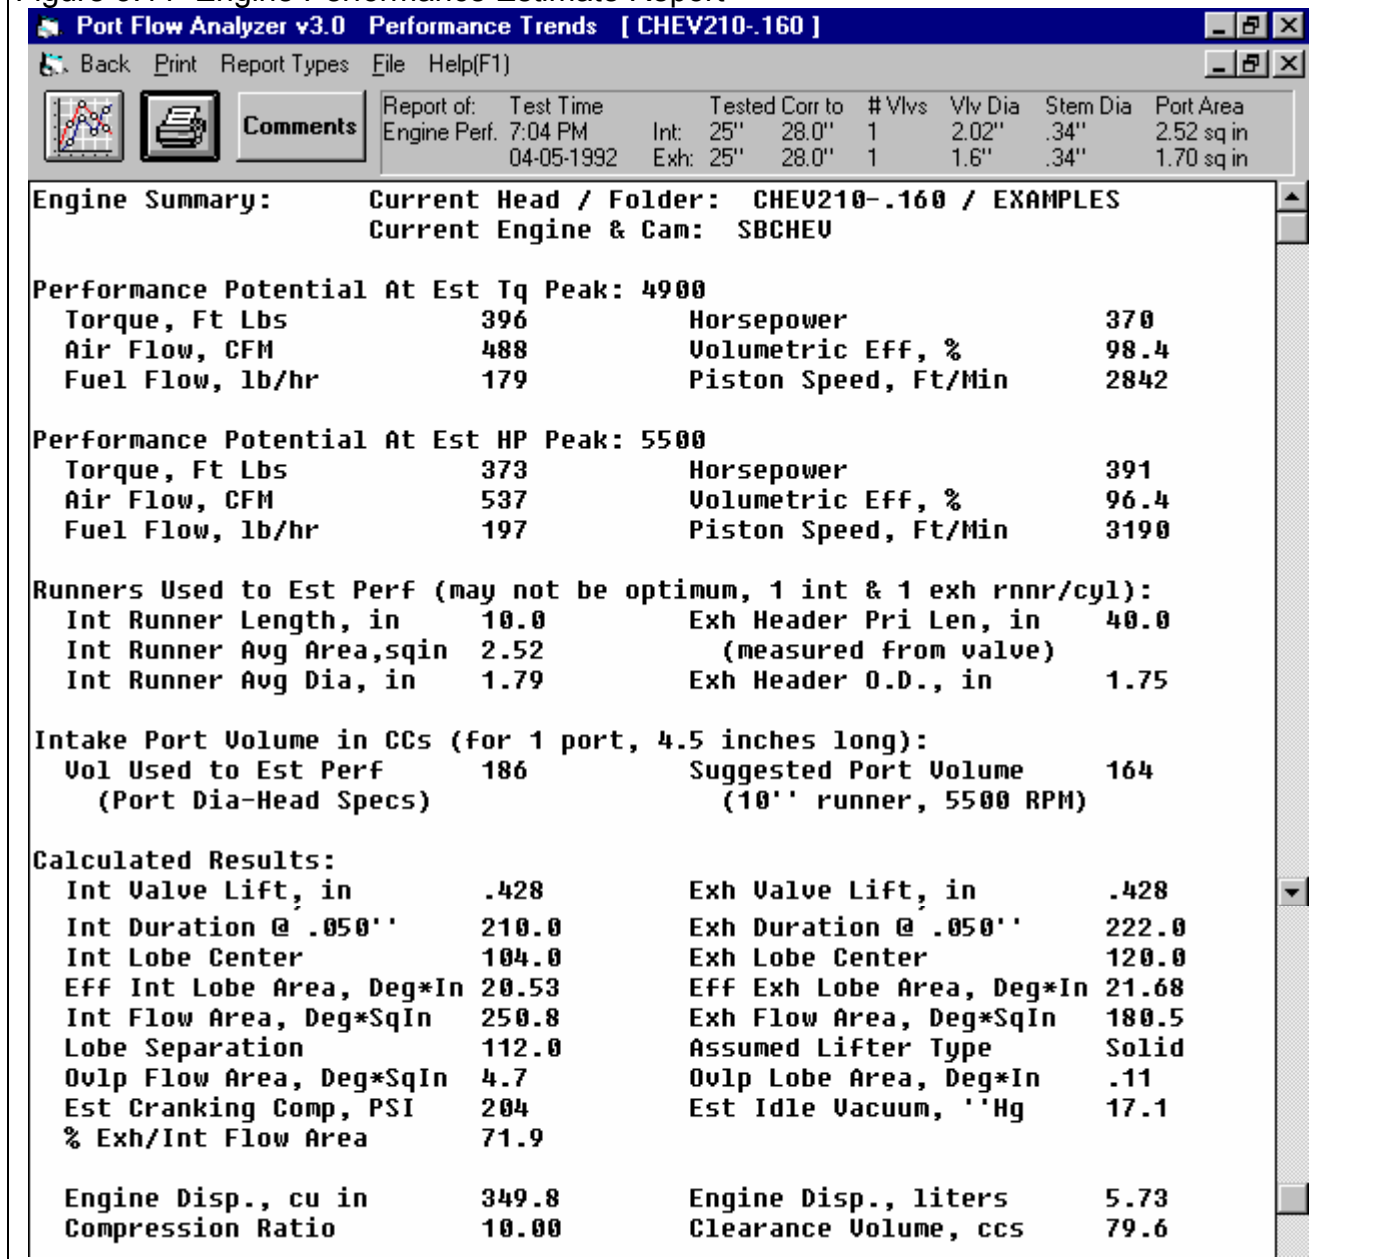 Port Flow Analyzer v3.0 Performance Trends [ CHEV210-.160 ]
Back Print Report Types File Help(F1)
Comments
Report of: Test Time Tested Corr to # Vlvs Vlv Dia Stem Dia Port Area
Engine Perf. 7:04 PM Int: 25'' 28.0'' 1 2.02'' .34'' 2.52 sq in
04-05-1992 Exh: 25'' 28.0'' 1 1.6'' .34'' 1.70 sq in
Engine Summary: Current Head / Folder: CHEV210-.160 / EXAMPLES
Current Engine & Cam: SBCHEV
Performance Potential At Est Tq Peak: 4900
Torque, Ft Lbs 396 Horsepower 370
Air Flow, CFM 488 Volumetric Eff, % 98.4
Fuel Flow, lb/hr 179 Piston Speed, Ft/Min 2842
Performance Potential At Est HP Peak: 5500
Torque, Ft Lbs 373 Horsepower 391
Air Flow, CFM 537 Volumetric Eff, % 96.4
Fuel Flow, lb/hr 197 Piston Speed, Ft/Min 3190
Runners Used to Est Perf (may not be optimum, 1 int & 1 exh rnnr/cyl):
Int Runner Length, in 10.0 Exh Header Pri Len, in 40.0
Int Runner Avg Area,sqin 2.52 (measured from valve)
Int Runner Avg Dia, in 1.79 Exh Header O.D., in 1.75
Intake Port Volume in CCs (for 1 port, 4.5 inches long):
Vol Used to Est Perf 186 Suggested Port Volume 164
(Port Dia-Head Specs) (10'' runner, 5500 RPM)
Calculated Results:
Int Valve Lift, in .428 Exh Valve Lift, in .428
Int Duration @ .050'' 210.0 Exh Duration @ .050'' 222.0
Int Lobe Center 104.0 Exh Lobe Center 120.0
Eff Int Lobe Area, Deg*In 20.53 Eff Exh Lobe Area, Deg*In 21.68
Int Flow Area, Deg*SqIn 250.8 Exh Flow Area, Deg*SqIn 180.5
Lobe Separation 112.0 Assumed Lifter Type Solid
Ovlp Flow Area, Deg*SqIn 4.7 Ovlp Lobe Area, Deg*In .11
Est Cranking Comp, PSI 204 Est Idle Vacuum, ''Hg 17.1
% Exh/Int Flow Area 71.9
Engine Disp., cu in 349.8 Engine Disp., liters 5.73
Compression Ratio 10.00 Clearance Volume, ccs 79.6